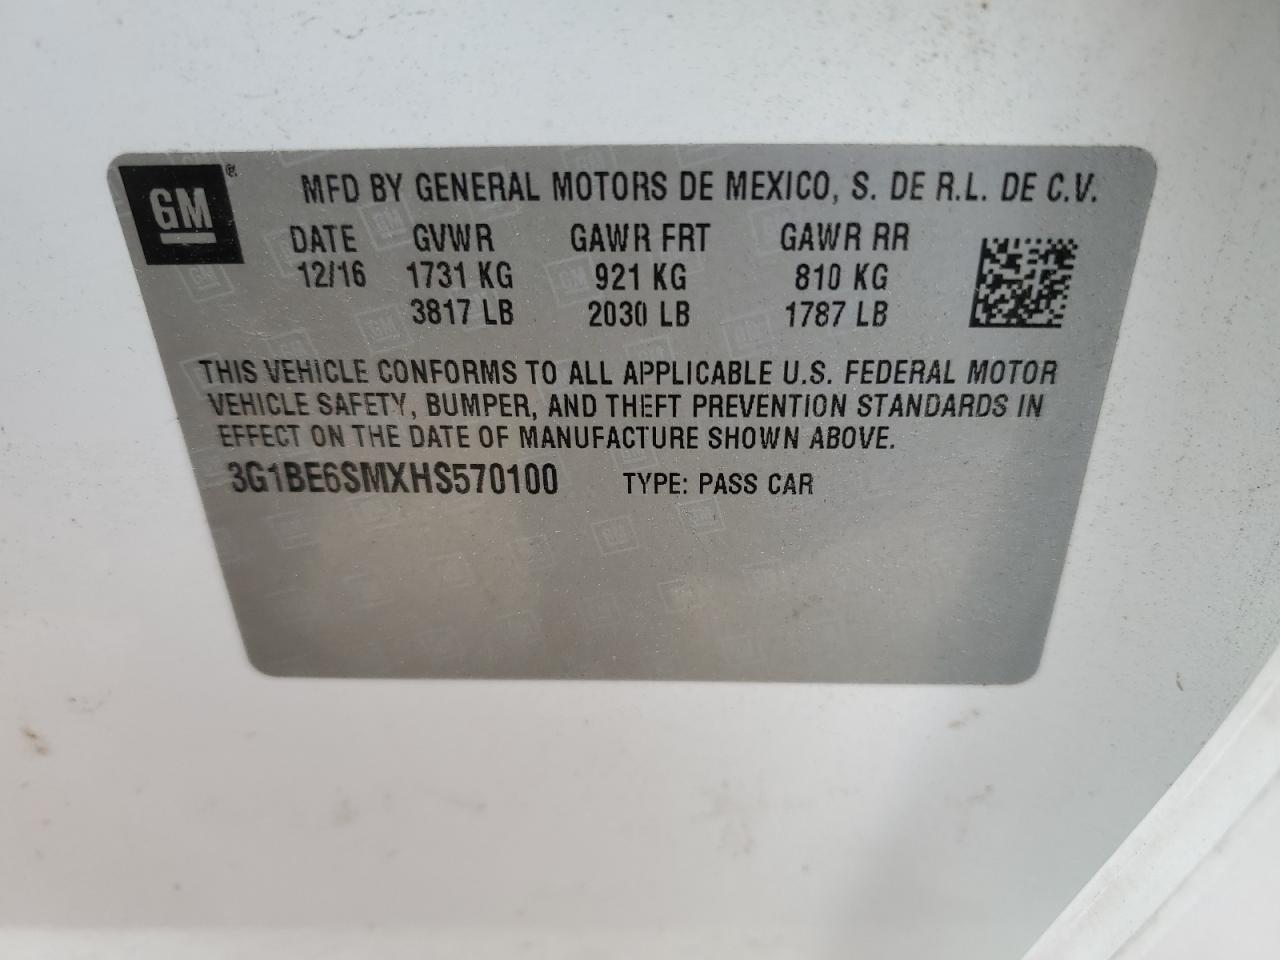 GM®
MFD BY GENERAL MOTORS DE MEXICO, S. DE R.L. DE C.V.
DATE GVWR GAWR FRT GAWR RR
12/16 1731 KG 921 KG 810 KG
3817 LB 2030 LB 1787 LB
THIS VEHICLE CONFORMS TO ALL APPLICABLE U.S. FEDERAL MOTOR
VEHICLE SAFETY, BUMPER, AND THEFT PREVENTION STANDARDS IN
EFFECT ON THE DATE OF MANUFACTURE SHOWN ABOVE.
3G1BE6SMXHS570100 TYPE: PASS CAR